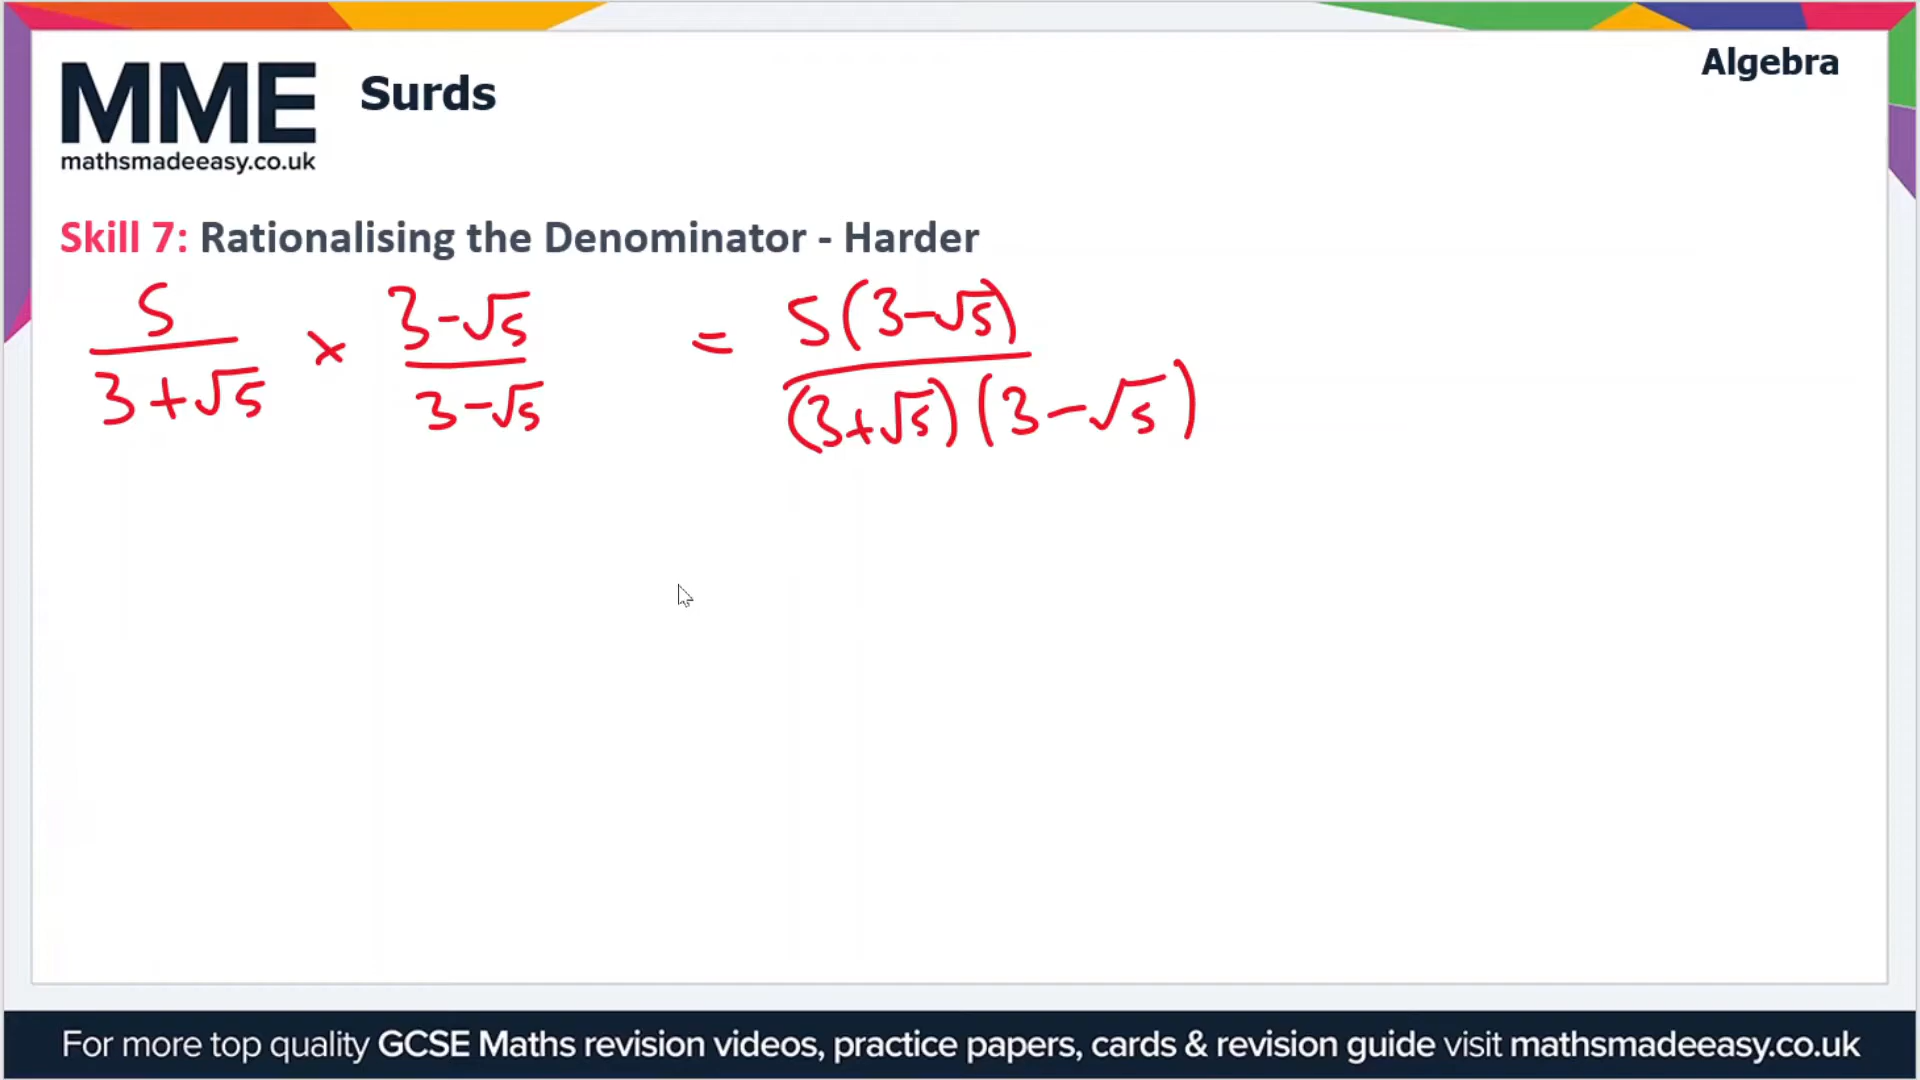 MME
mathsmadeeasy.co.uk
Surds
Algebra
Skill 7: Rationalising the Denominator - Harder
5/(3+√5) × (3-√5)/(3-√5) = 5(3-√5)/((3+√5)(3-√5))
For more top quality GCSE Maths revision videos, practice papers, cards & revision guide visit mathsmadeeasy.co.uk